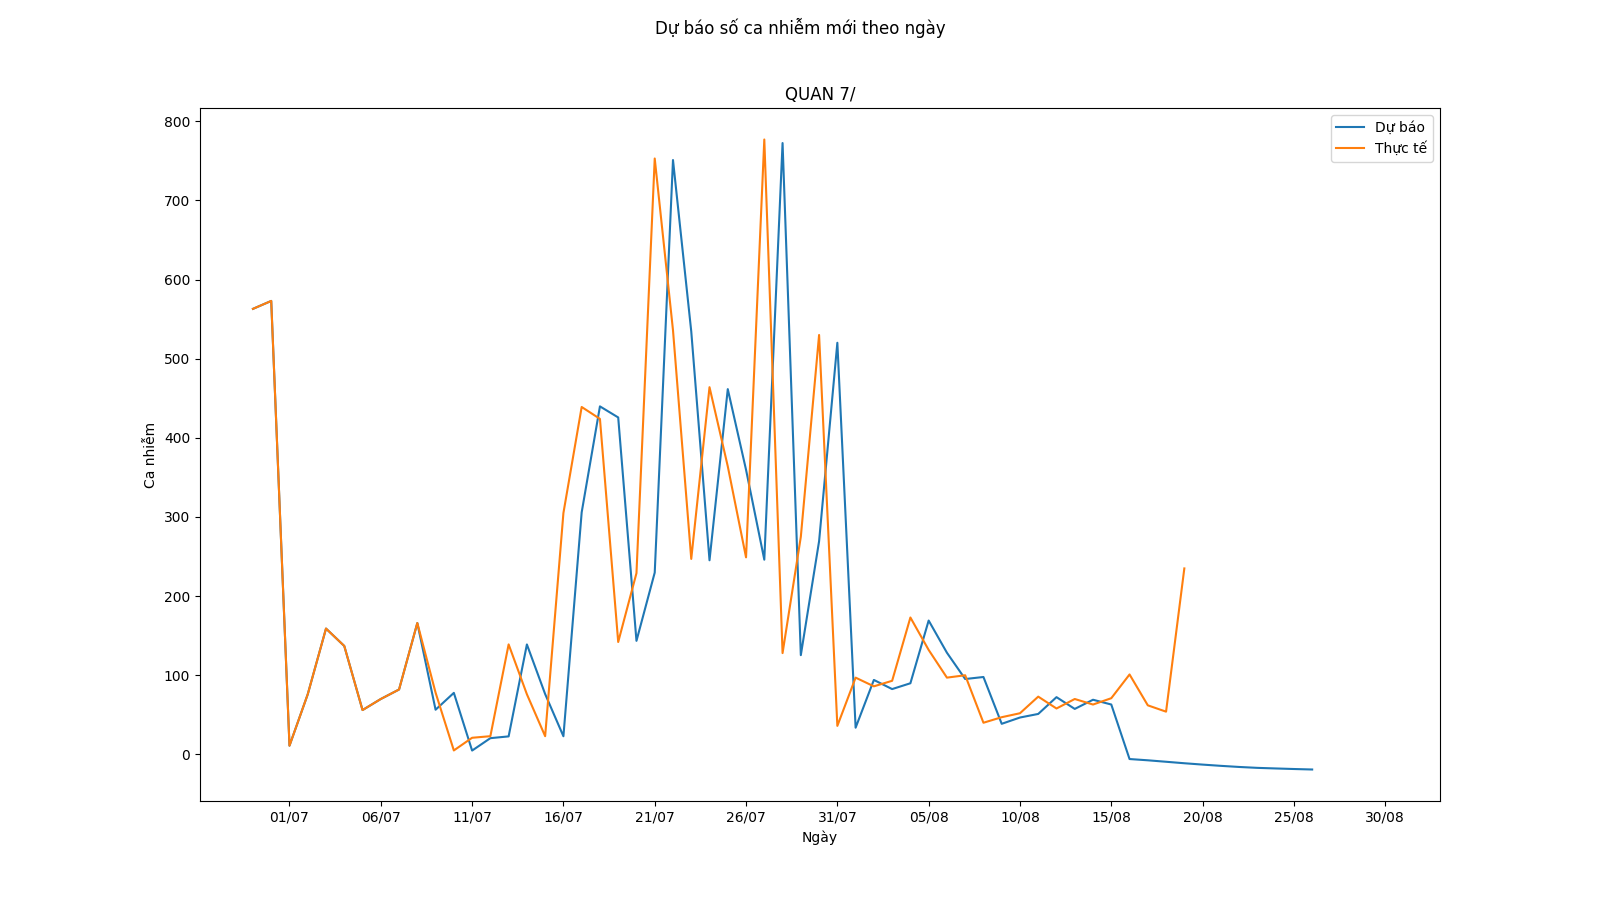 Dự báo số ca nhiễm mới theo ngày
QUAN 7/
Dự báo
Thực tế
800
700
600
500
400
300
200
100
0
Ca nhiễm
01/07 06/07 11/07 16/07 21/07 26/07 31/07 05/08 10/08 15/08 20/08 25/08 30/08
Ngày